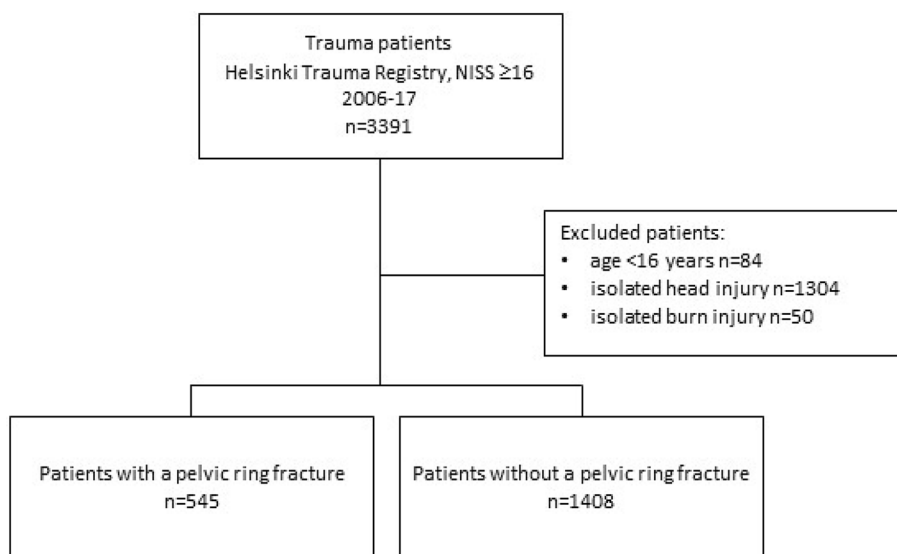 Trauma patients
Helsinki Trauma Registry, NISS ≥16
2006-17
n=3391
Excluded patients:
• age <16 years n=84
• isolated head injury n=1304
• isolated burn injury n=50
Patients with a pelvic ring fracture
n=545
Patients without a pelvic ring fracture
n=1408